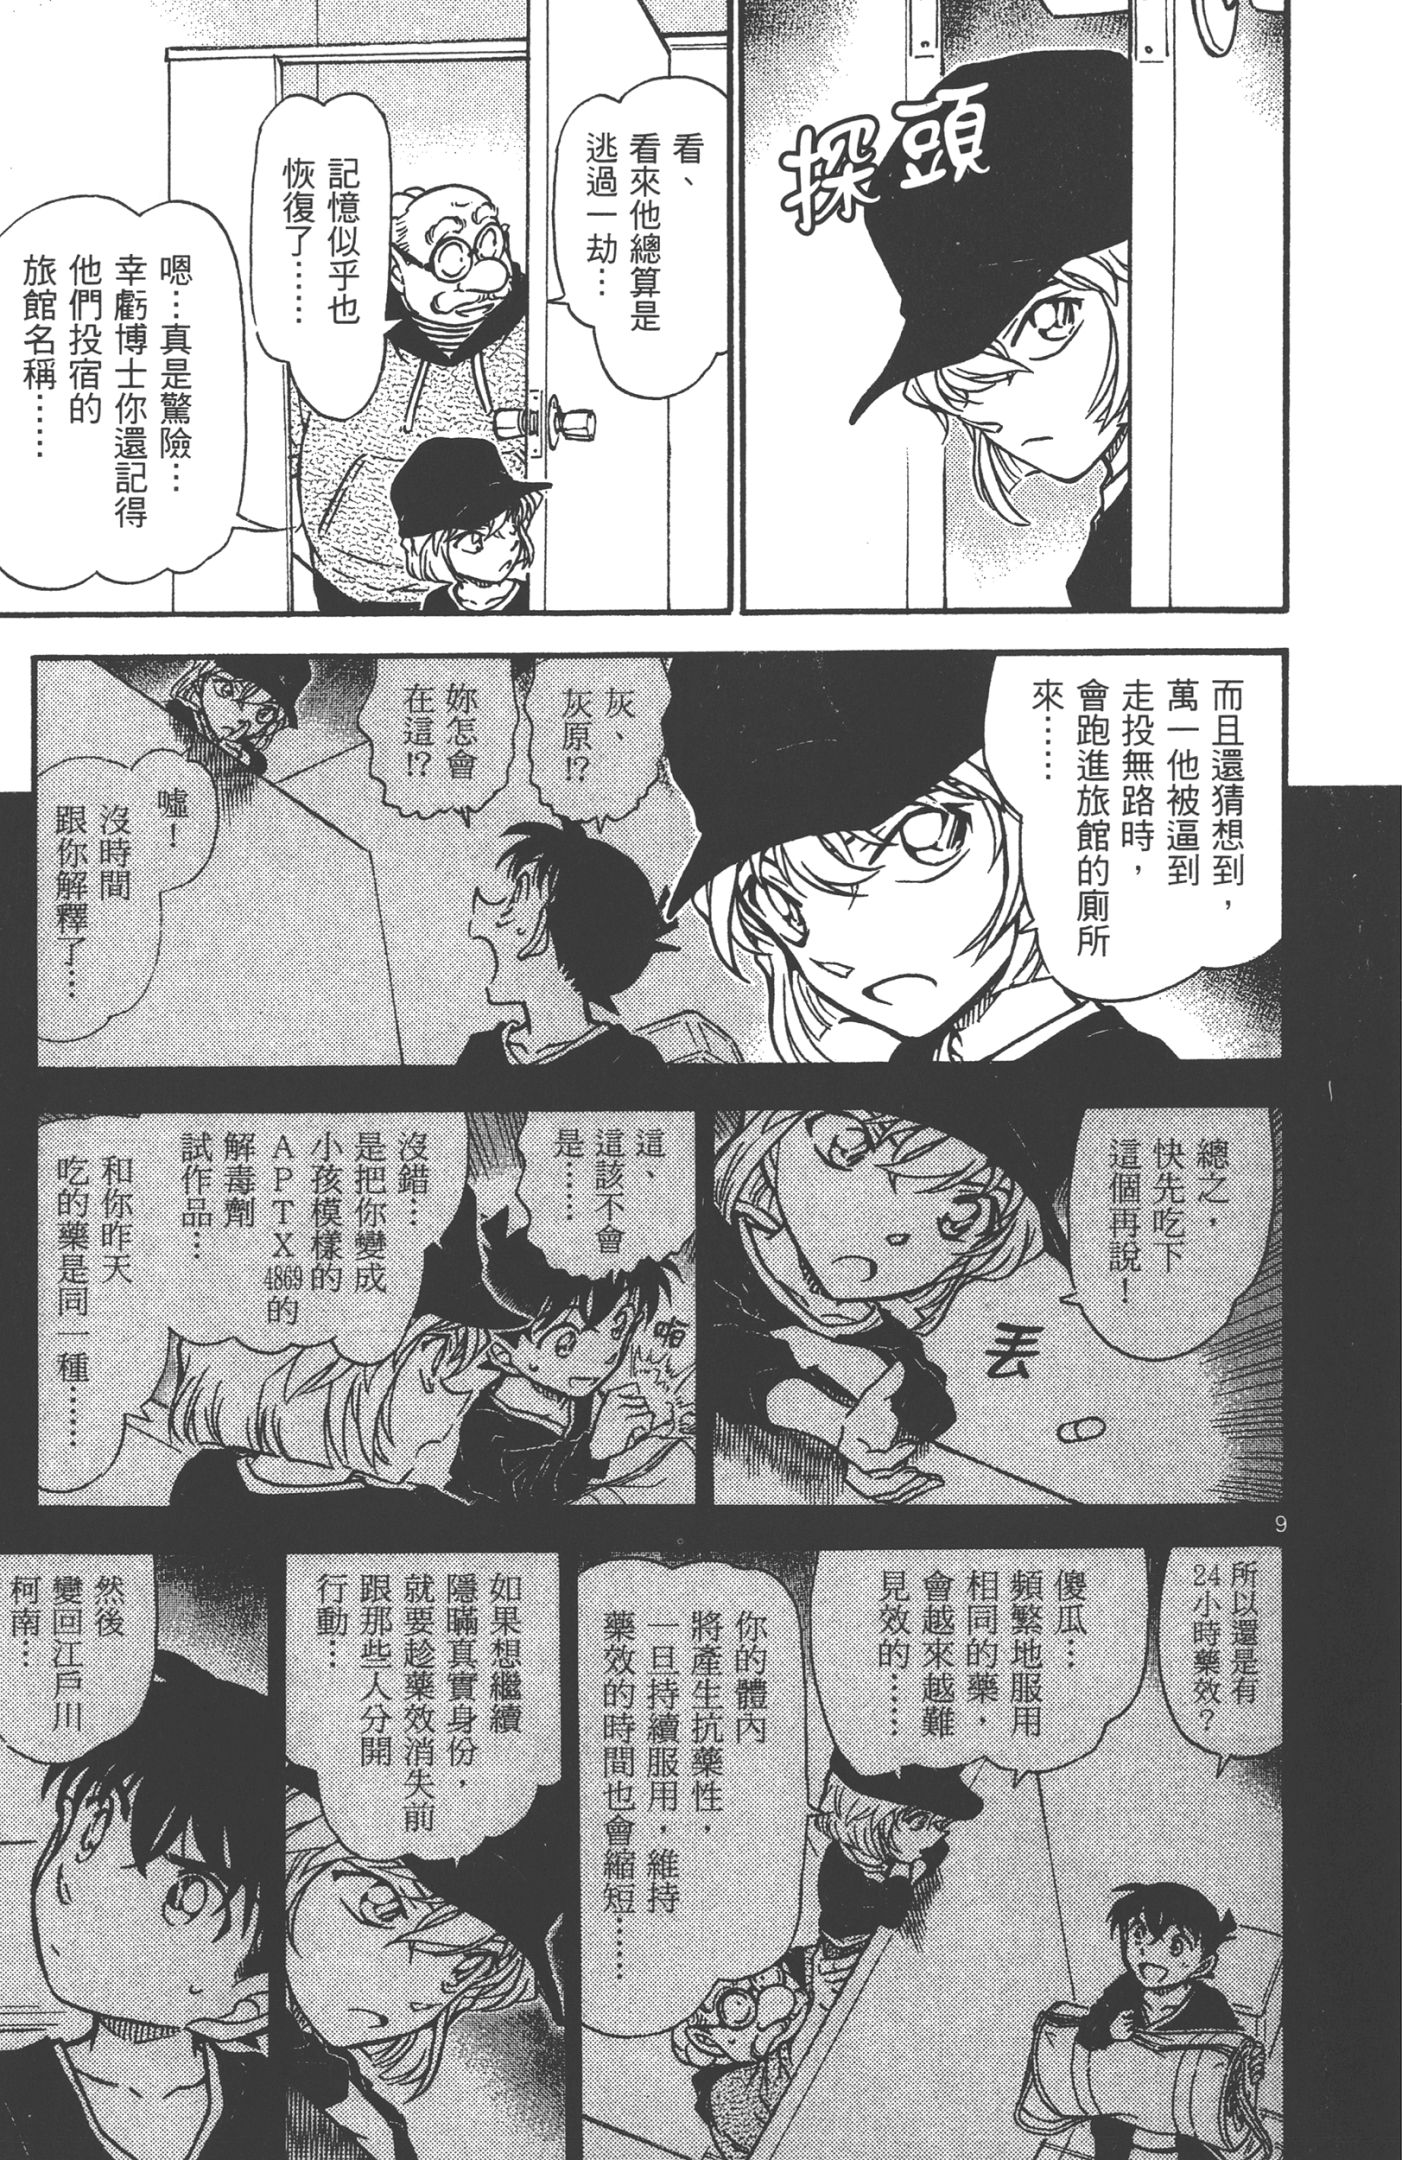 探頭
看、
看來他總算是
逃過一劫…
記憶似乎也
恢復了……
嗯…真是驚險…
幸虧博士你還記得
他們投宿的
旅館名稱……
而且還猜想到，
萬一他被逼到
走投無路時，
會跑進旅館的廁所
來……
灰、
灰原!?
妳怎會
在這!?
噓！
沒時間
跟你解釋了…
總之，
快先吃下
這個再說！
丟
這、
這該不會
是……
啪
沒錯…
是把你變成
小孩模樣的
APTX4869的
解毒劑
試作品…
和你昨天
吃的藥是同一種……
9
所以還是有
24小時藥效？
傻瓜…
頻繁地服用
相同的藥，
會越來越難
見效的……
你的體內
將產生抗藥性，
一旦持續服用，維持
藥效的時間也會縮短……
如果想繼續
隱瞞真實身份，
就要趁藥效消失前
跟那些人分開
行動…
然後
變回江戶川
柯南…